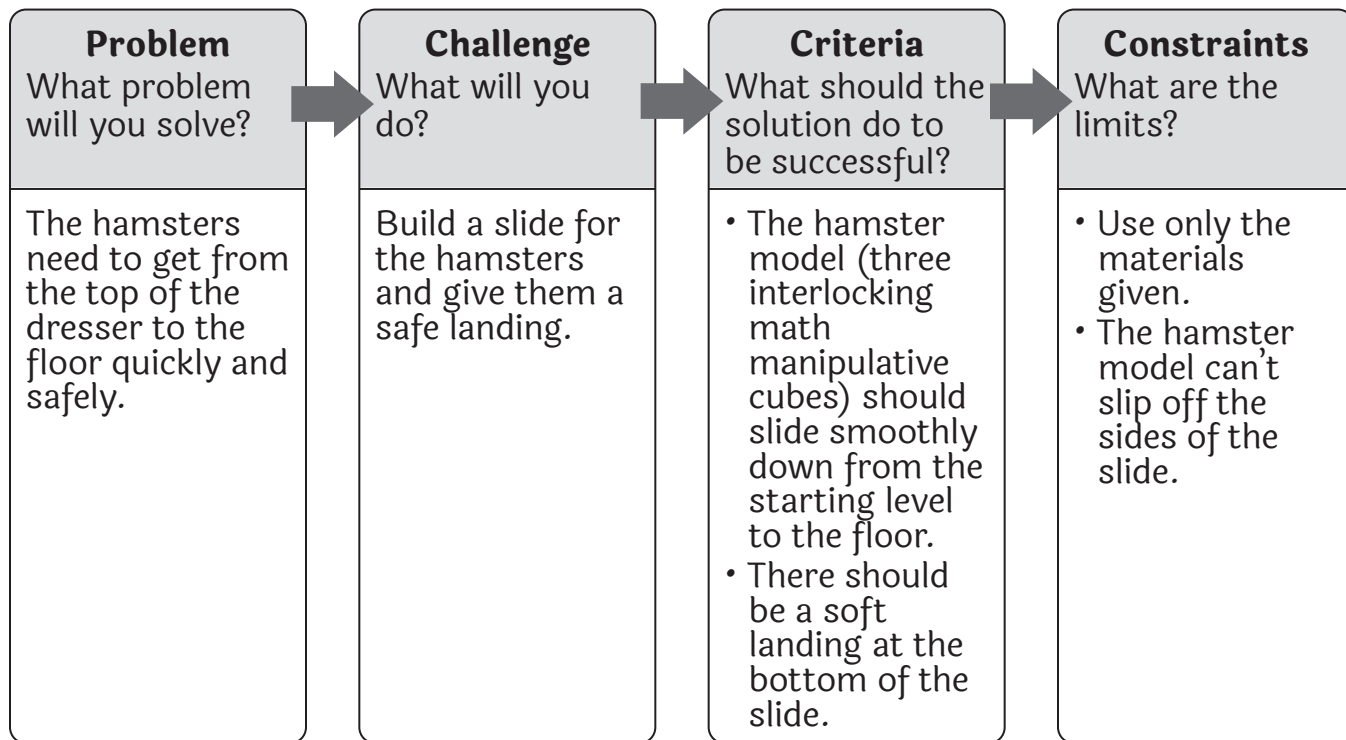 Problem
What problem
will you solve?
The hamsters
need to get from
the top of the
dresser to the
floor quickly and
safely.
Challenge
What will you
do?
Build a slide for
the hamsters
and give them a
safe landing.
Criteria
What should the
solution do to
be successful?
• The hamster
model (three
interlocking
math
manipulative
cubes) should
slide smoothly
down from the
starting level
to the floor.
• There should
be a soft
landing at the
bottom of the
slide.
Constraints
What are the
limits?
• Use only the
materials
given.
• The hamster
model can't
slip off the
sides of the
slide.